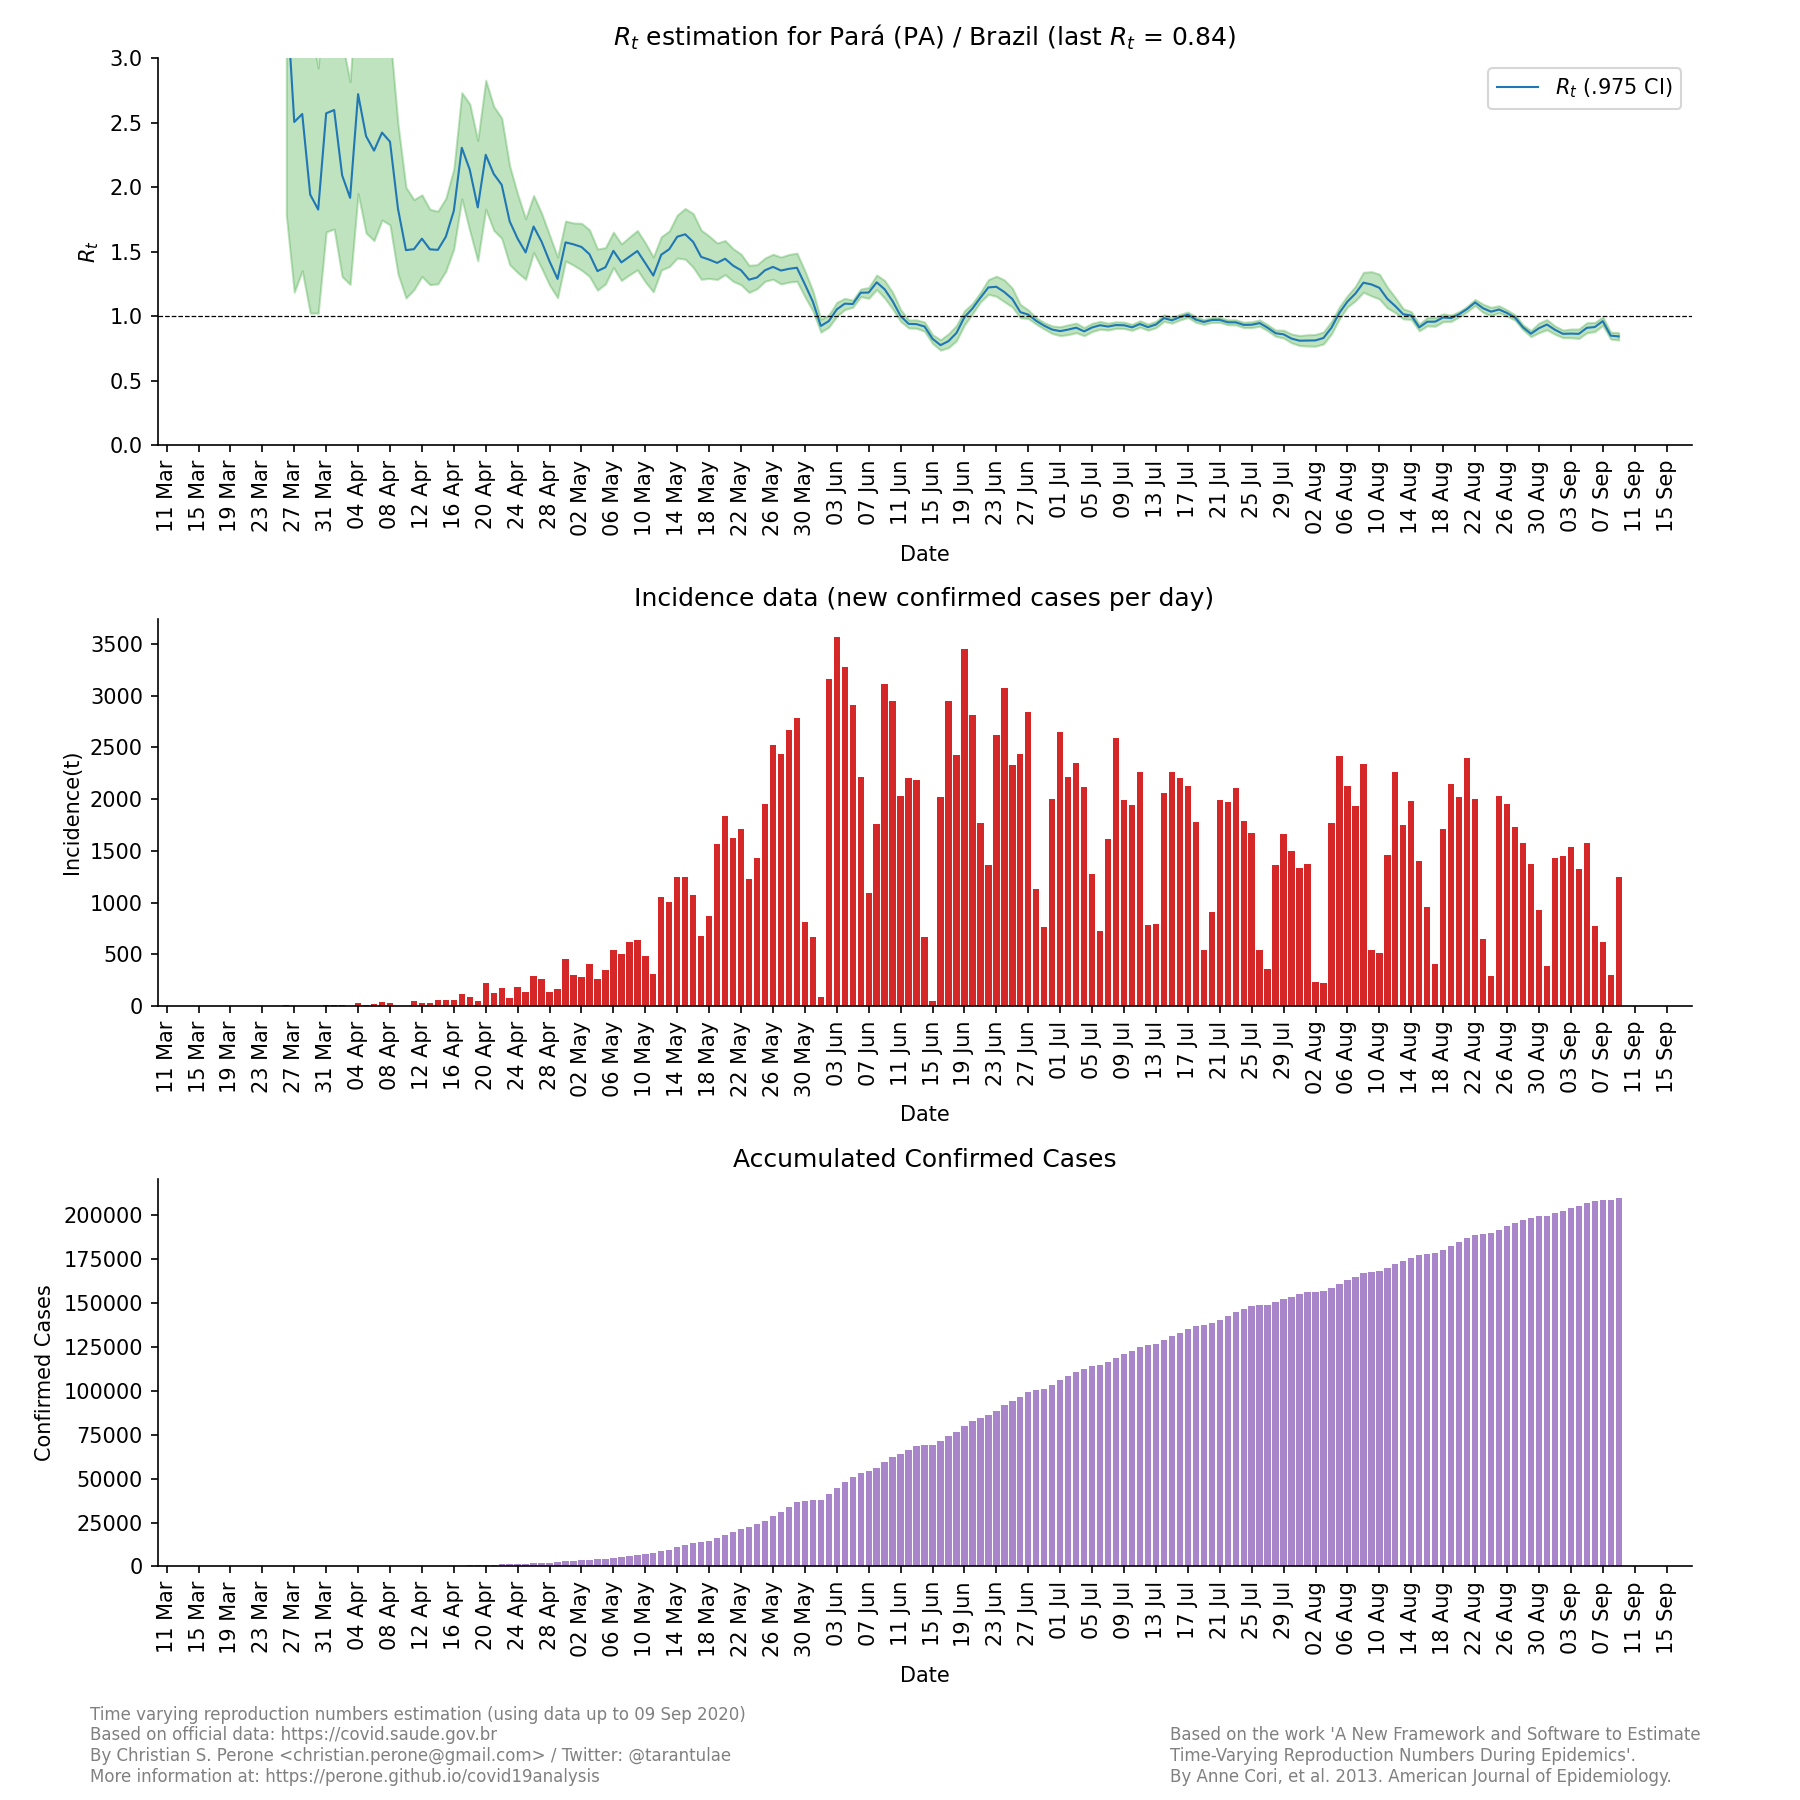 Rt estimation for Pará (PA) / Brazil (last Rt = 0.84)
Rt (.975 CI)
Rt
3.0
2.5
2.0
1.5
1.0
0.5
0.0
11 Mar 15 Mar 19 Mar 23 Mar 27 Mar 31 Mar 04 Apr 08 Apr 12 Apr 16 Apr 20 Apr 24 Apr 28 Apr 02 May 06 May 10 May 14 May 18 May 22 May 26 May 30 May 03 Jun 07 Jun 11 Jun 15 Jun 19 Jun 23 Jun 27 Jun 01 Jul 05 Jul 09 Jul 13 Jul 17 Jul 21 Jul 25 Jul 29 Jul 02 Aug 06 Aug 10 Aug 14 Aug 18 Aug 22 Aug 26 Aug 30 Aug 03 Sep 07 Sep 11 Sep 15 Sep
Date
Incidence data (new confirmed cases per day)
Incidence(t)
3500
3000
2500
2000
1500
1000
500
0
11 Mar 15 Mar 19 Mar 23 Mar 27 Mar 31 Mar 04 Apr 08 Apr 12 Apr 16 Apr 20 Apr 24 Apr 28 Apr 02 May 06 May 10 May 14 May 18 May 22 May 26 May 30 May 03 Jun 07 Jun 11 Jun 15 Jun 19 Jun 23 Jun 27 Jun 01 Jul 05 Jul 09 Jul 13 Jul 17 Jul 21 Jul 25 Jul 29 Jul 02 Aug 06 Aug 10 Aug 14 Aug 18 Aug 22 Aug 26 Aug 30 Aug 03 Sep 07 Sep 11 Sep 15 Sep
Date
Accumulated Confirmed Cases
Confirmed Cases
200000
175000
150000
125000
100000
75000
50000
25000
0
11 Mar 15 Mar 19 Mar 23 Mar 27 Mar 31 Mar 04 Apr 08 Apr 12 Apr 16 Apr 20 Apr 24 Apr 28 Apr 02 May 06 May 10 May 14 May 18 May 22 May 26 May 30 May 03 Jun 07 Jun 11 Jun 15 Jun 19 Jun 23 Jun 27 Jun 01 Jul 05 Jul 09 Jul 13 Jul 17 Jul 21 Jul 25 Jul 29 Jul 02 Aug 06 Aug 10 Aug 14 Aug 18 Aug 22 Aug 26 Aug 30 Aug 03 Sep 07 Sep 11 Sep 15 Sep
Date
Time varying reproduction numbers estimation (using data up to 09 Sep 2020)
Based on official data: https://covid.saude.gov.br
By Christian S. Perone <christian.perone@gmail.com> / Twitter: @tarantulae
More information at: https://perone.github.io/covid19analysis
Based on the work 'A New Framework and Software to Estimate
Time-Varying Reproduction Numbers During Epidemics'.
By Anne Cori, et al. 2013. American Journal of Epidemiology.